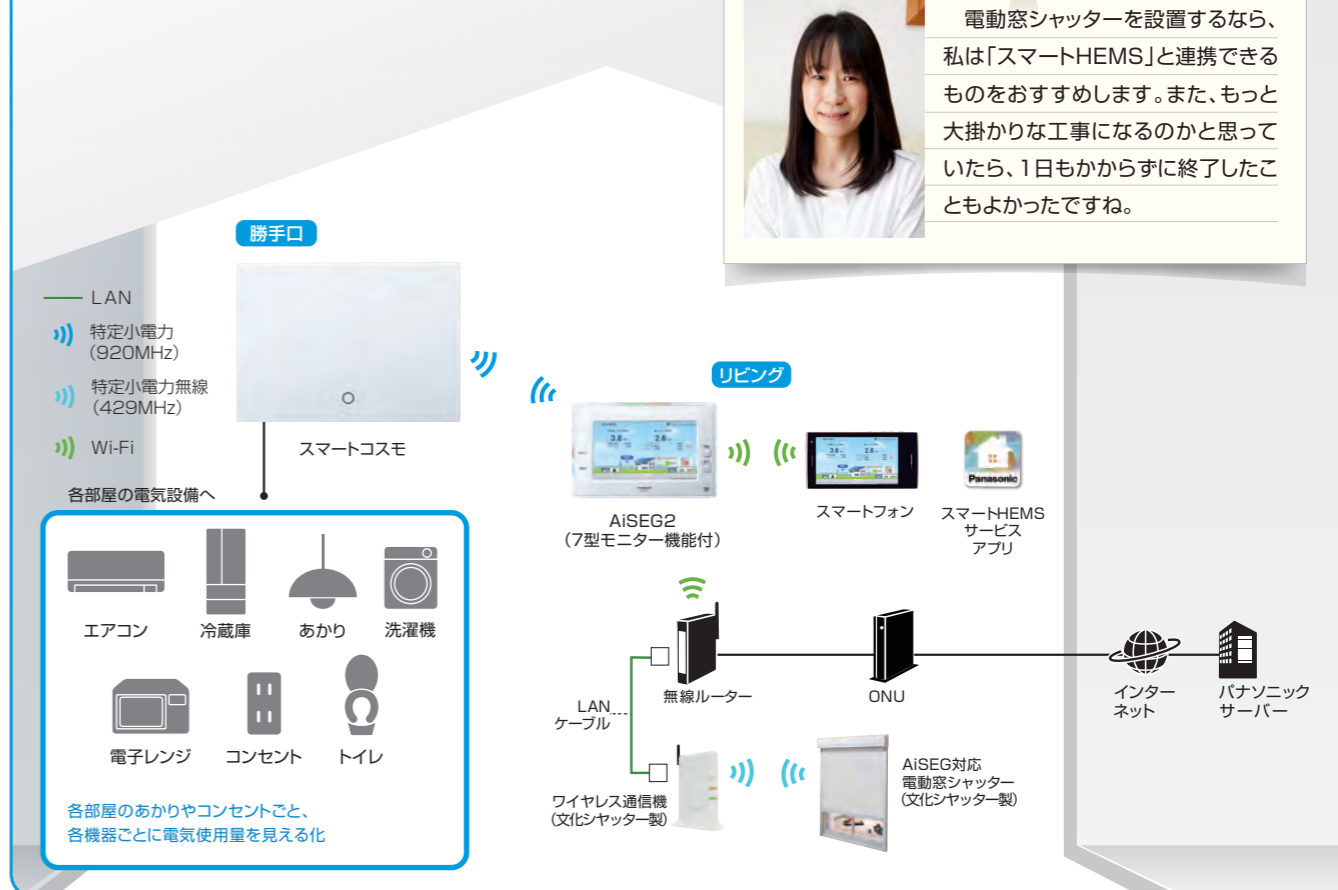 電動窓シャッターを設置するなら、
私は「スマートHEMS」と連携できる
ものをおすすめします。また、もっと
大掛かりな工事になるのかと思って
いたら、1日もかからずに終了したこ
ともよかったですね。
勝手口
LAN
特定小電力
(920MHz)
特定小電力無線
(429MHz)
Wi-Fi
スマートコスモ
各部屋の電気設備へ
エアコン
冷蔵庫
あかり
洗濯機
電子レンジ
コンセント
トイレ
各部屋のあかりやコンセントごと、
各機器ごとに電気使用量を見える化
リビング
3.8
2.6
AiSEG2
(7型モニター機能付)
3.8
2.6
スマートフォン
Panasonic
スマートHEMS
サービス
アプリ
無線ルーター
ONU
インター
ネット
パナソニック
サーバー
LAN
ケーブル
ワイヤレス通信機
(文化シヤッター製)
AiSEG対応
電動窓シャッター
(文化シヤッター製)